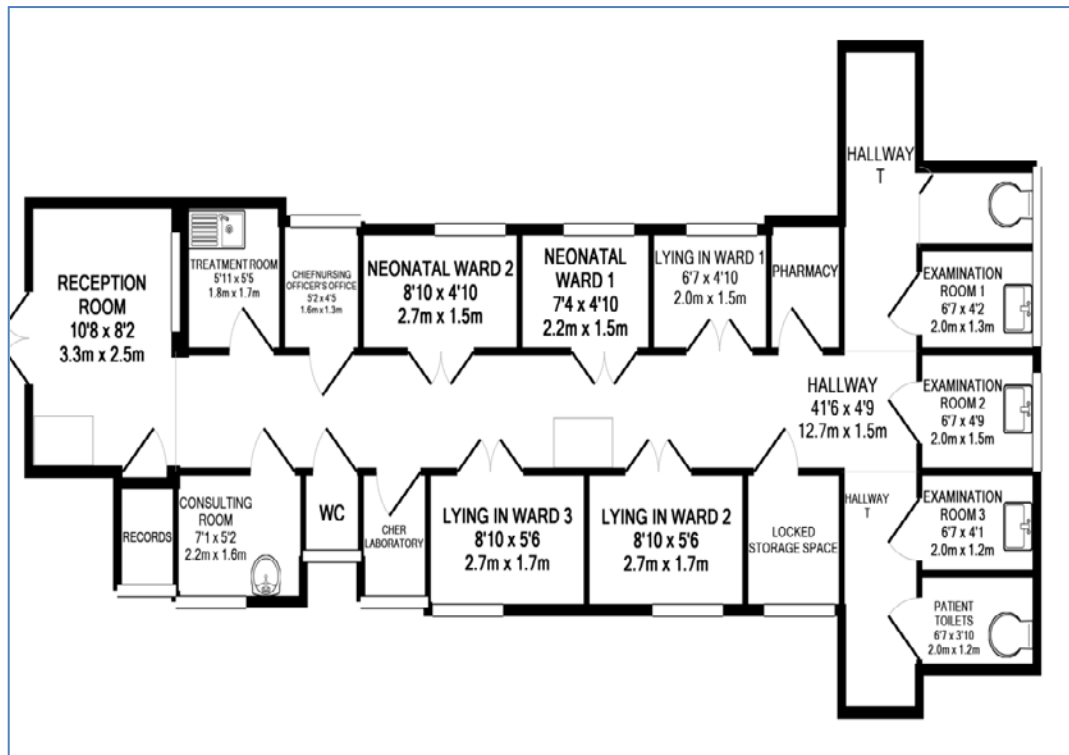 HALLWAY
T
RECEPTION
ROOM
10'8 x 8'2
3.3m x 2.5m
TREATMENT ROOM
5'11 x 5'5
1.8m x 1.7m
CHIEFNURSING
OFFICER'S OFFICE
5'2 x 4'5
1.6m x 1.3m
NEONATAL WARD 2
8'10 x 4'10
2.7m x 1.5m
NEONATAL
WARD 1
7'4 x 4'10
2.2m x 1.5m
LYING IN WARD 1
6'7 x 4'10
2.0m x 1.5m
PHARMACY
EXAMINATION
ROOM 1
6'7 x 4'2
2.0m x 1.3m
HALLWAY
41'6 x 4'9
12.7m x 1.5m
EXAMINATION
ROOM 2
6'7 x 4'9
2.0m x 1.5m
RECORDS
CONSULTING
ROOM
7'1 x 5'2
2.2m x 1.6m
WC
CHER
LABORATORY
LYING IN WARD 3
8'10 x 5'6
2.7m x 1.7m
LYING IN WARD 2
8'10 x 5'6
2.7m x 1.7m
LOCKED
STORAGE SPACE
HALLWAY
T
EXAMINATION
ROOM 3
6'7 x 4'1
2.0m x 1.2m
PATIENT
TOILETS
6'7 x 3'10
2.0m x 1.2m